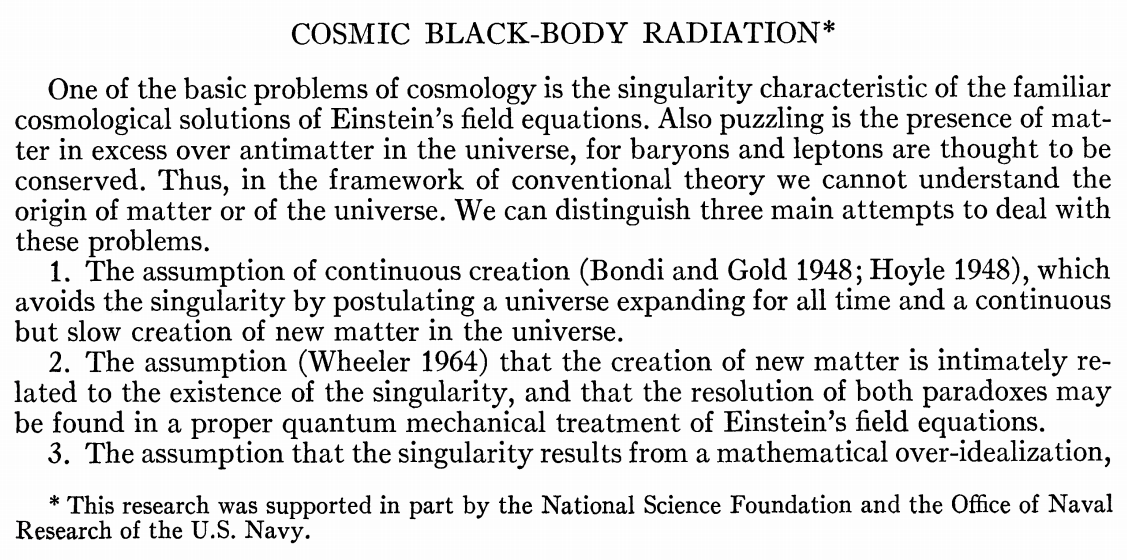 COSMIC BLACK-BODY RADIATION*
One of the basic problems of cosmology is the singularity characteristic of the familiar
cosmological solutions of Einstein's field equations. Also puzzling is the presence of mat-
ter in excess over antimatter in the universe, for baryons and leptons are thought to be
conserved. Thus, in the framework of conventional theory we cannot understand the
origin of matter or of the universe. We can distinguish three main attempts to deal with
these problems.
1. The assumption of continuous creation (Bondi and Gold 1948; Hoyle 1948), which
avoids the singularity by postulating a universe expanding for all time and a continuous
but slow creation of new matter in the universe.
2. The assumption (Wheeler 1964) that the creation of new matter is intimately re-
lated to the existence of the singularity, and that the resolution of both paradoxes may
be found in a proper quantum mechanical treatment of Einstein's field equations.
3. The assumption that the singularity results from a mathematical over-idealization,
* This research was supported in part by the National Science Foundation and the Office of Naval
Research of the U.S. Navy.